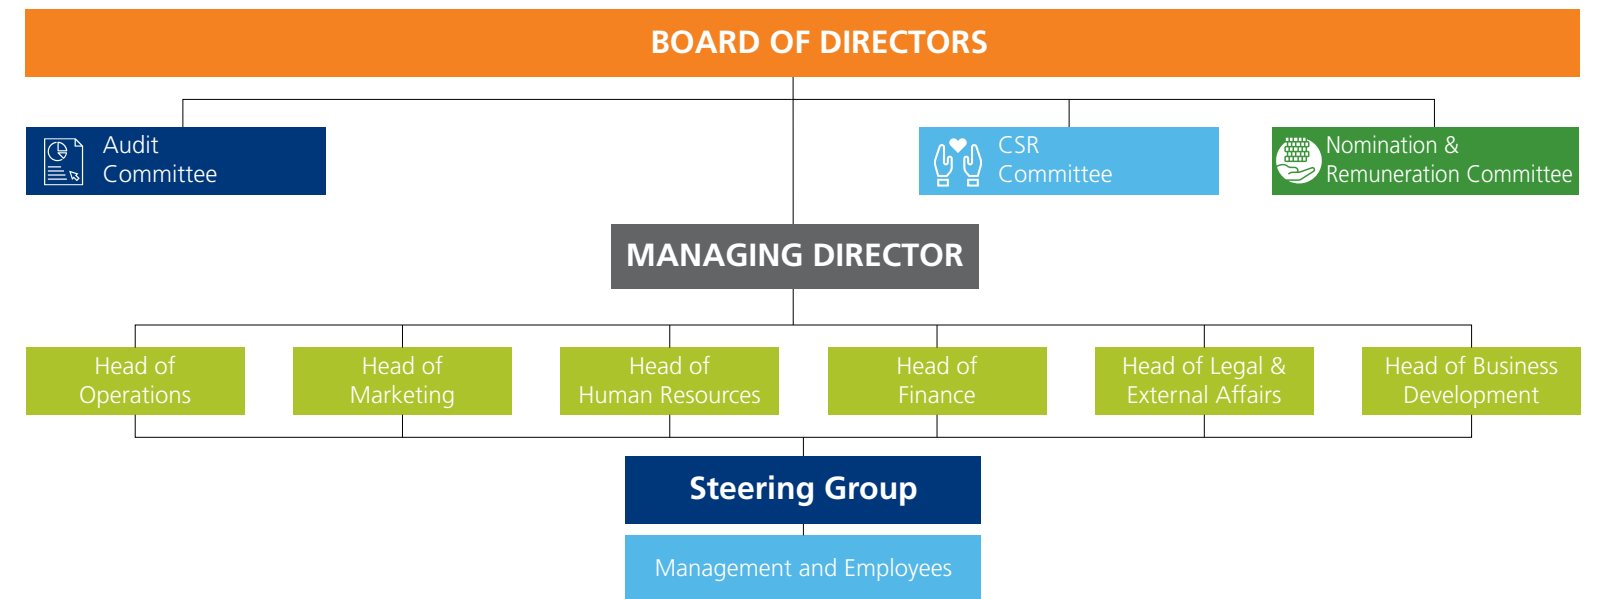 BOARD OF DIRECTORS
Audit
Committee
CSR
Committee
Nomination &
Remuneration Committee
MANAGING DIRECTOR
Head of
Operations
Head of
Marketing
Head of
Human Resources
Head of
Finance
Head of Legal &
External Affairs
Head of Business
Development
Steering Group
Management and Employees